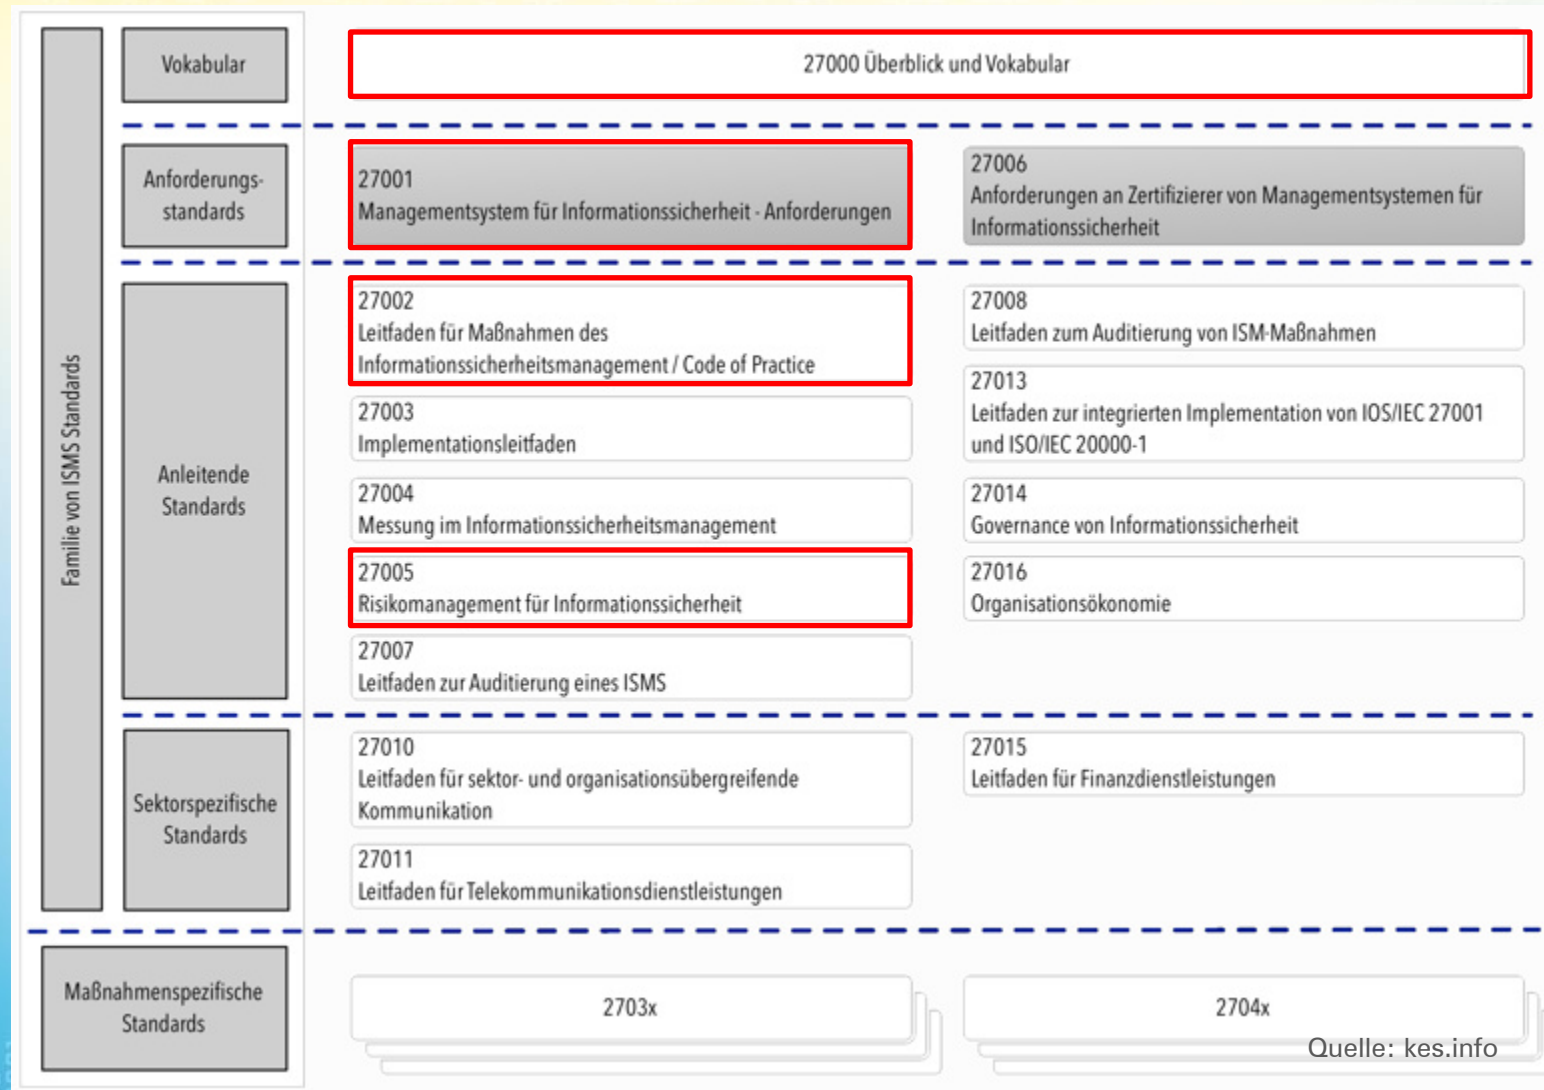 Familie von ISMS Standards
Vokabular
27000 Überblick und Vokabular
Anforderungs-
standards
27001
Managementsystem für Informationssicherheit - Anforderungen
27006
Anforderungen an Zertifizierer von Managementsystemen für
Informationssicherheit
Anleitende
Standards
27002
Leitfaden für Maßnahmen des
Informationssicherheitsmanagement / Code of Practice
27003
Implementationsleitfaden
27004
Messung im Informationssicherheitsmanagement
27005
Risikomanagement für Informationssicherheit
27007
Leitfaden zur Auditierung eines ISMS
27008
Leitfaden zum Auditierung von ISM-Maßnahmen
27013
Leitfaden zur integrierten Implementation von IOS/IEC 27001
und ISO/IEC 20000-1
27014
Governance von Informationssicherheit
27016
Organisationsökonomie
Sektorspezifische
Standards
27010
Leitfaden für sektor- und organisationsübergreifende
Kommunikation
27011
Leitfaden für Telekommunikationsdienstleistungen
27015
Leitfaden für Finanzdienstleistungen
Maßnahmenspezifische
Standards
2703x
2704x
Quelle: kes.info